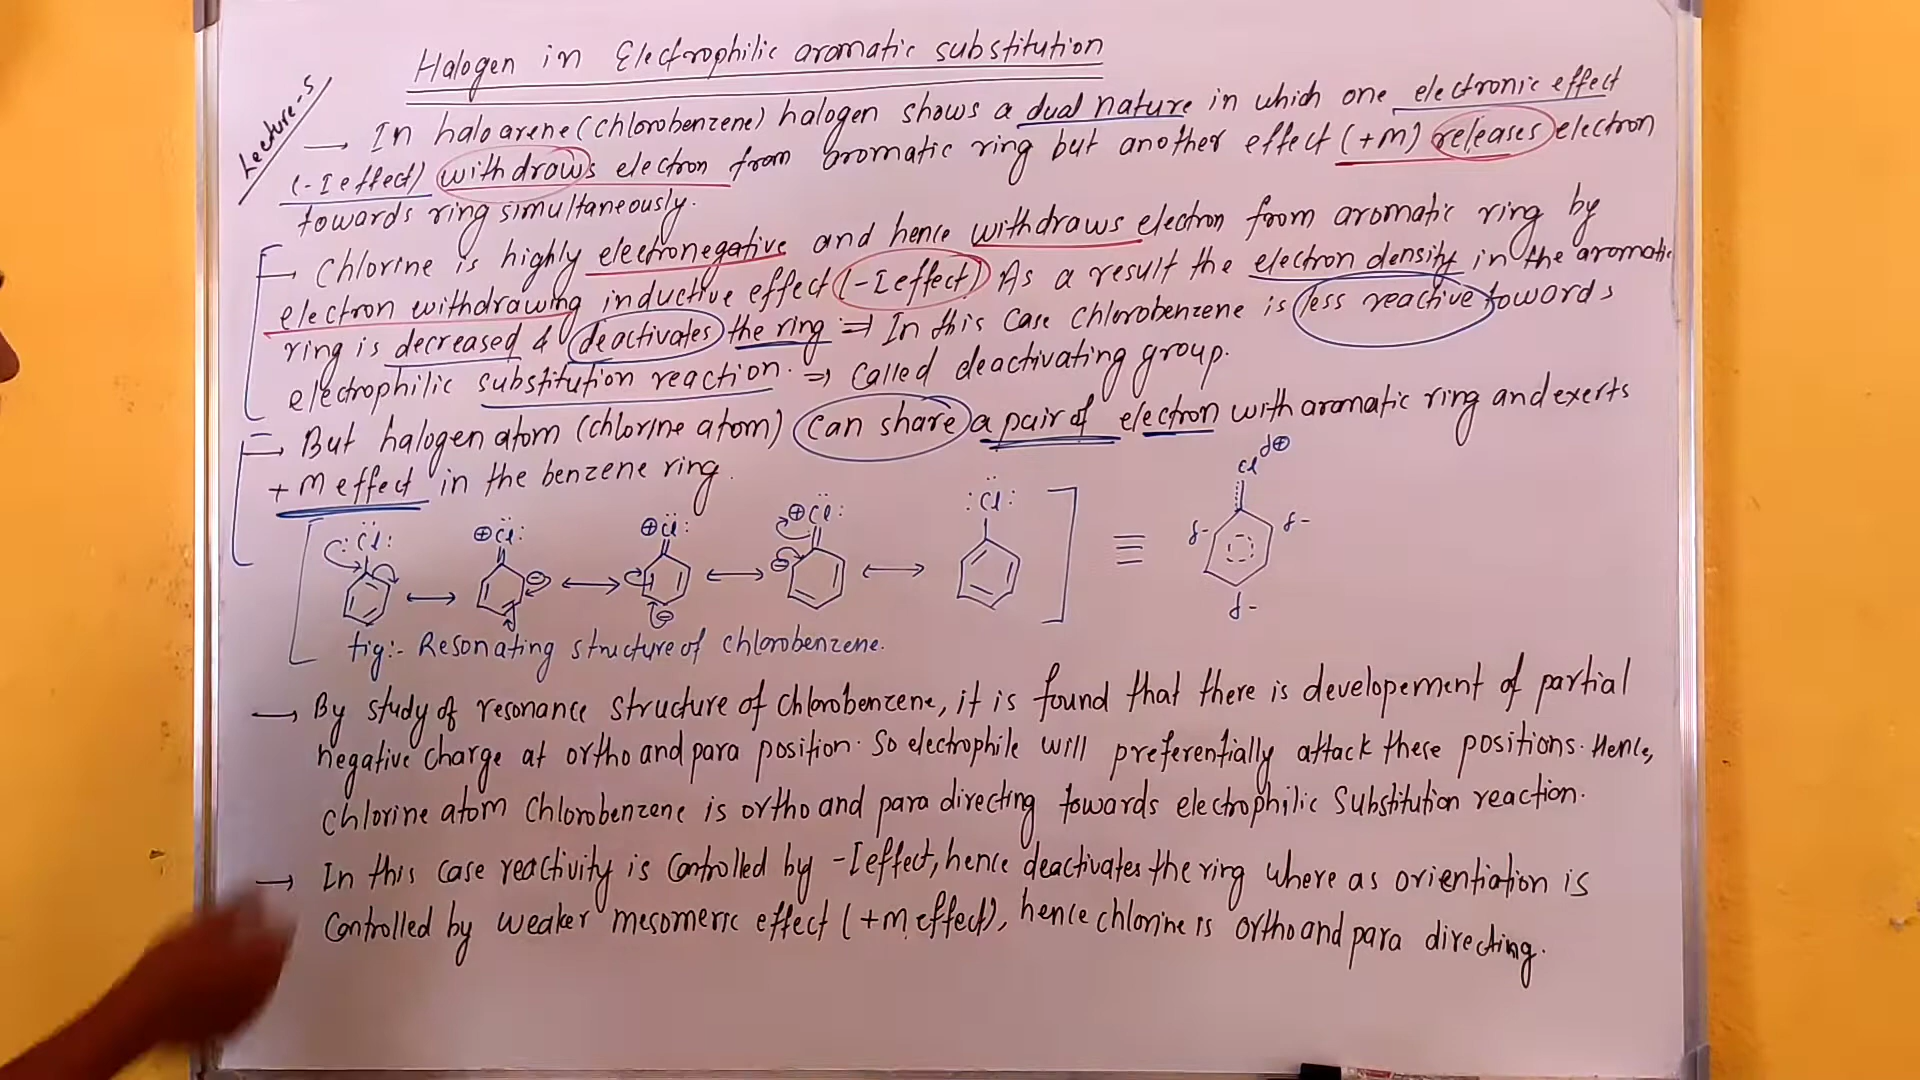 Halogen in Electrophilic aromatic substitution
Lecture-5
→ In haloarene (chlorobenzene) halogen shows a dual nature in which one electronic effect
(-I effect) withdraws electron from aromatic ring but another effect (+M) releases electron
towards ring simultaneously.
→ Chlorine is highly electronegative and hence withdraws electron from aromatic ring by
electron withdrawing inductive effect (-I effect) As a result the electron density in the aromatic
ring is decreased & deactivates the ring ⇒ In this case chlorobenzene is less reactive towards
electrophilic substitution reaction. ⇒ called deactivating group.
→ But halogen atom (chlorine atom) can share a pair of electron with aromatic ring and exerts
+ M effect in the benzene ring.
:Cl: ⊕Cl: ⊕Cl: ⊕Cl: :Cl: Cl δ⊕
⊖ ⊖ ⊖ ≡ δ- δ- δ-
fig:- Resonating structure of chlorobenzene.
→ By study of resonance structure of chlorobenzene, it is found that there is developement of partial
negative charge at ortho and para position. So electrophile will preferentially attack these positions. Hence,
chlorine atom chlorobenzene is ortho and para directing towards electrophilic substitution reaction.
→ In this case reactivity is controlled by -I effect, hence deactivates the ring where as orientiation is
controlled by weaker mesomeric effect (+M effect), hence chlorine is ortho and para directing.